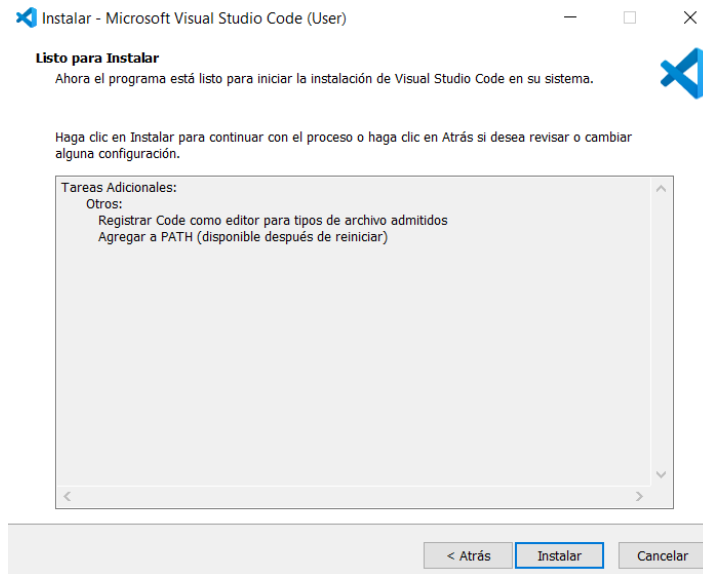 Instalar - Microsoft Visual Studio Code (User)
Listo para Instalar
Ahora el programa está listo para iniciar la instalación de Visual Studio Code en su sistema.
Haga clic en Instalar para continuar con el proceso o haga clic en Atrás si desea revisar o cambiar
alguna configuración.
Tareas Adicionales:
Otros:
Registrar Code como editor para tipos de archivo admitidos
Agregar a PATH (disponible después de reiniciar)
< Atrás
Instalar
Cancelar